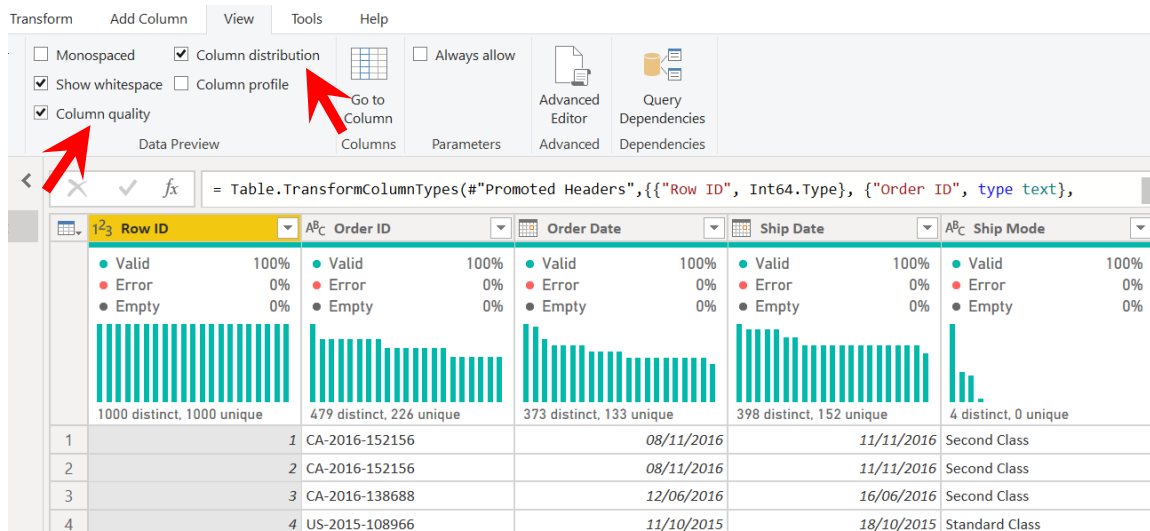 Transform Add Column View Tools Help
Monospaced Column distribution Always allow
Show whitespace Column profile
Column quality
Go to Column
Advanced Editor
Query Dependencies
Data Preview Columns Parameters Advanced Dependencies
fx = Table.TransformColumnTypes(#"Promoted Headers",{{"Row ID", Int64.Type}, {"Order ID", type text},
123 Row ID ABC Order ID Order Date Ship Date ABC Ship Mode
Valid 100% Valid 100% Valid 100% Valid 100% Valid 100%
Error 0% Error 0% Error 0% Error 0% Error 0%
Empty 0% Empty 0% Empty 0% Empty 0% Empty 0%
1000 distinct, 1000 unique 479 distinct, 226 unique 373 distinct, 133 unique 398 distinct, 152 unique 4 distinct, 0 unique
1 1 CA-2016-152156 08/11/2016 11/11/2016 Second Class
2 2 CA-2016-152156 08/11/2016 11/11/2016 Second Class
3 3 CA-2016-138688 12/06/2016 16/06/2016 Second Class
4 4 US-2015-108966 11/10/2015 18/10/2015 Standard Class